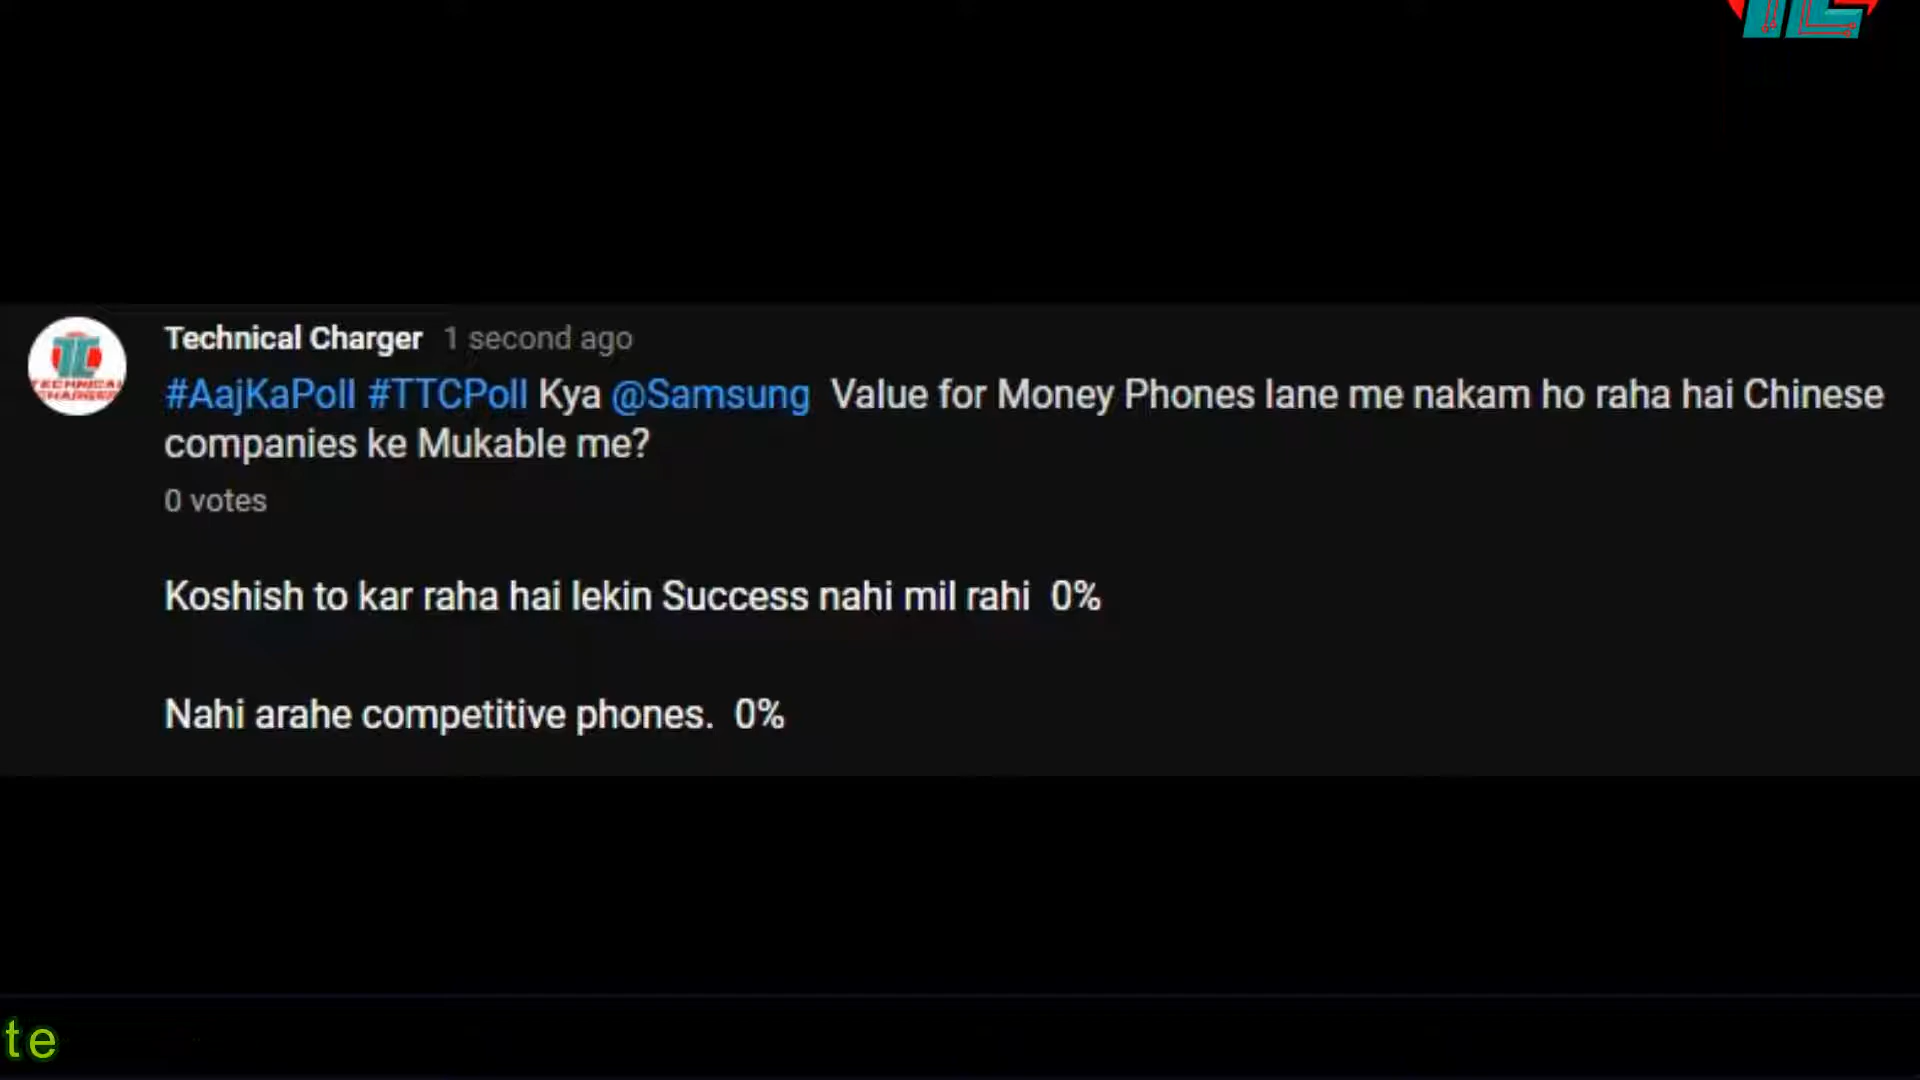 Technical Charger 1 second ago
#AajKaPoll #TTCPoll Kya @Samsung Value for Money Phones lane me nakam ho raha hai Chinese
companies ke Mukable me?
0 votes
Koshish to kar raha hai lekin Success nahi mil rahi 0%
Nahi arahe competitive phones. 0%
TECHNICAL
CHARGER
te